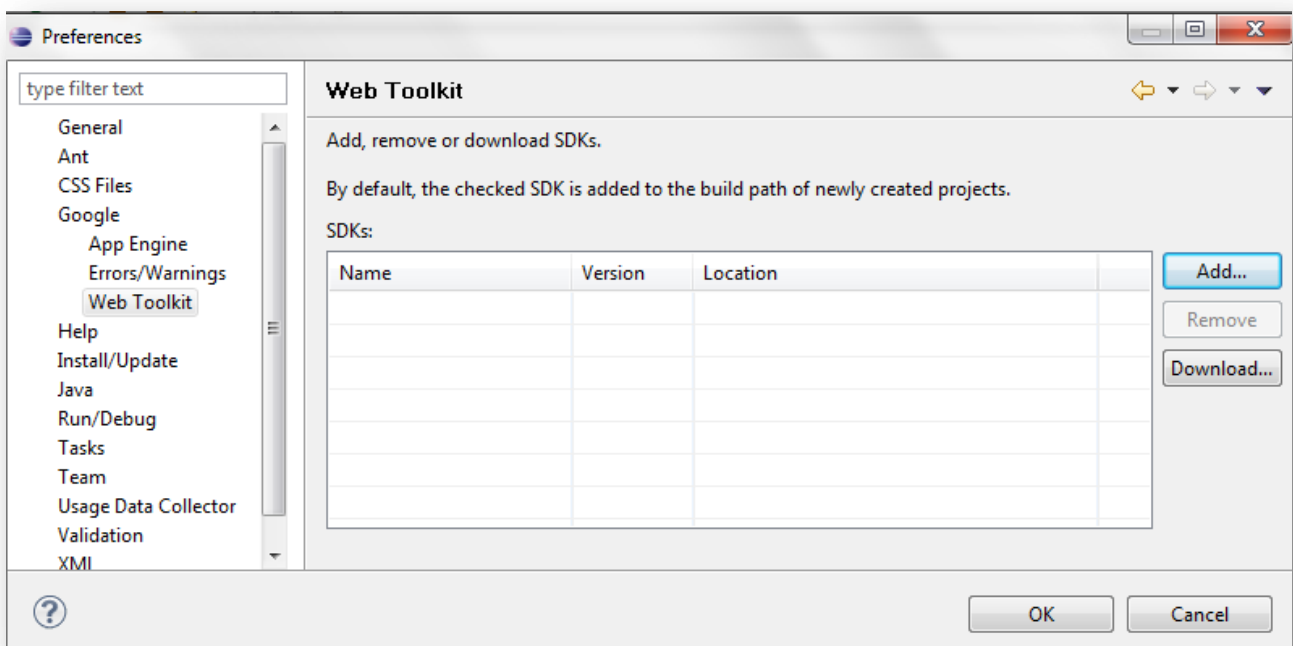 Preferences
type filter text
General
Ant
CSS Files
Google
App Engine
Errors/Warnings
Web Toolkit
Help
Install/Update
Java
Run/Debug
Tasks
Team
Usage Data Collector
Validation
XML
Web Toolkit
Add, remove or download SDKs.
By default, the checked SDK is added to the build path of newly created projects.
SDKs:
Name Version Location
Add...
Remove
Download...
OK Cancel